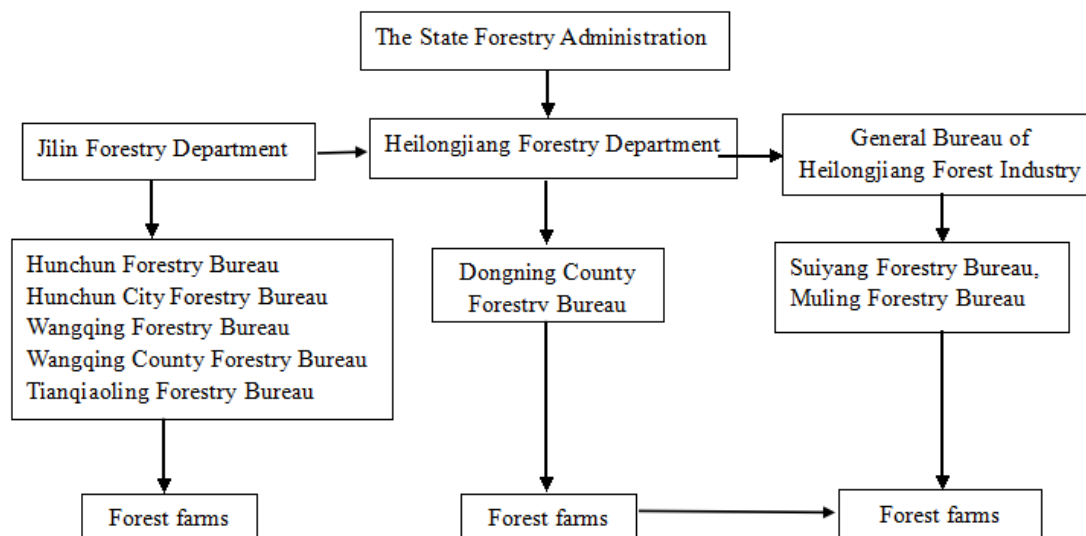 The State Forestry Administration
Jilin Forestry Department
Heilongjiang Forestry Department
General Bureau of
Heilongjiang Forest Industry
Hunchun Forestry Bureau
Hunchun City Forestry Bureau
Wangqing Forestry Bureau
Wangqing County Forestry Bureau
Tianqiaoling Forestry Bureau
Dongning County
Forestry Bureau
Suiyang Forestry Bureau,
Muling Forestry Bureau
Forest farms
Forest farms
Forest farms